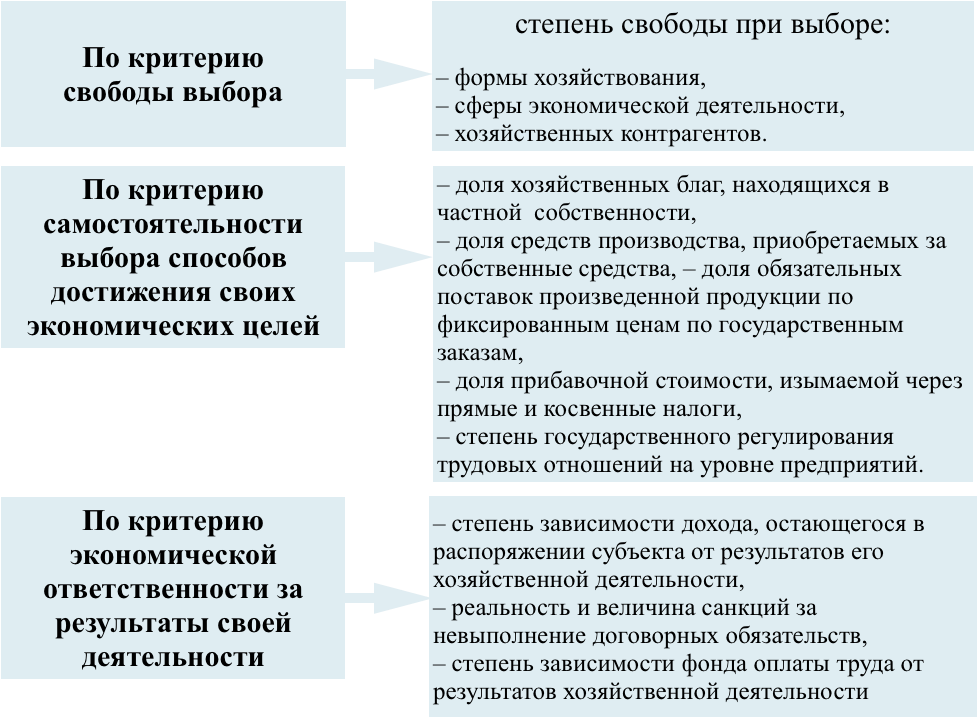 По критерию
свободы выбора
степень свободы при выборе:
– формы хозяйствования,
– сферы экономической деятельности,
– хозяйственных контрагентов.
По критерию
самостоятельности
выбора способов
достижения своих
экономических целей
– доля хозяйственных благ, находящихся в
частной собственности,
– доля средств производства, приобретаемых за
собственные средства, – доля обязательных
поставок произведенной продукции по
фиксированным ценам по государственным
заказам,
– доля прибавочной стоимости, изымаемой через
прямые и косвенные налоги,
– степень государственного регулирования
трудовых отношений на уровне предприятий.
По критерию
экономической
ответственности за
результаты своей
деятельности
– степень зависимости дохода, остающегося в
распоряжении субъекта от результатов его
хозяйственной деятельности,
– реальность и величина санкций за
невыполнение договорных обязательств,
– степень зависимости фонда оплаты труда от
результатов хозяйственной деятельности